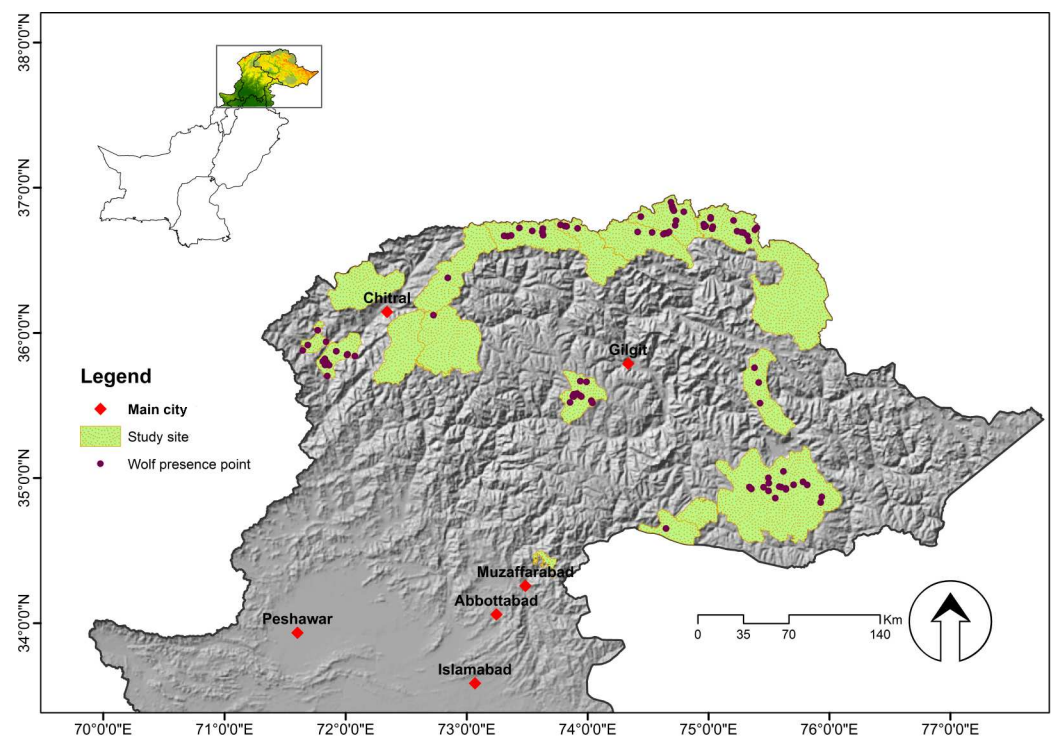 38°0'0"N
37°0'0"N
36°0'0"N
35°0'0"N
34°0'0"N
Chitral
Gilgit
Legend
Main city
Study site
Wolf presence point
Muzaffarabad
Abbottabad
Peshawar
Islamabad
Km
0 35 70 140
70°0'0"E 71°0'0"E 72°0'0"E 73°0'0"E 74°0'0"E 75°0'0"E 76°0'0"E 77°0'0"E